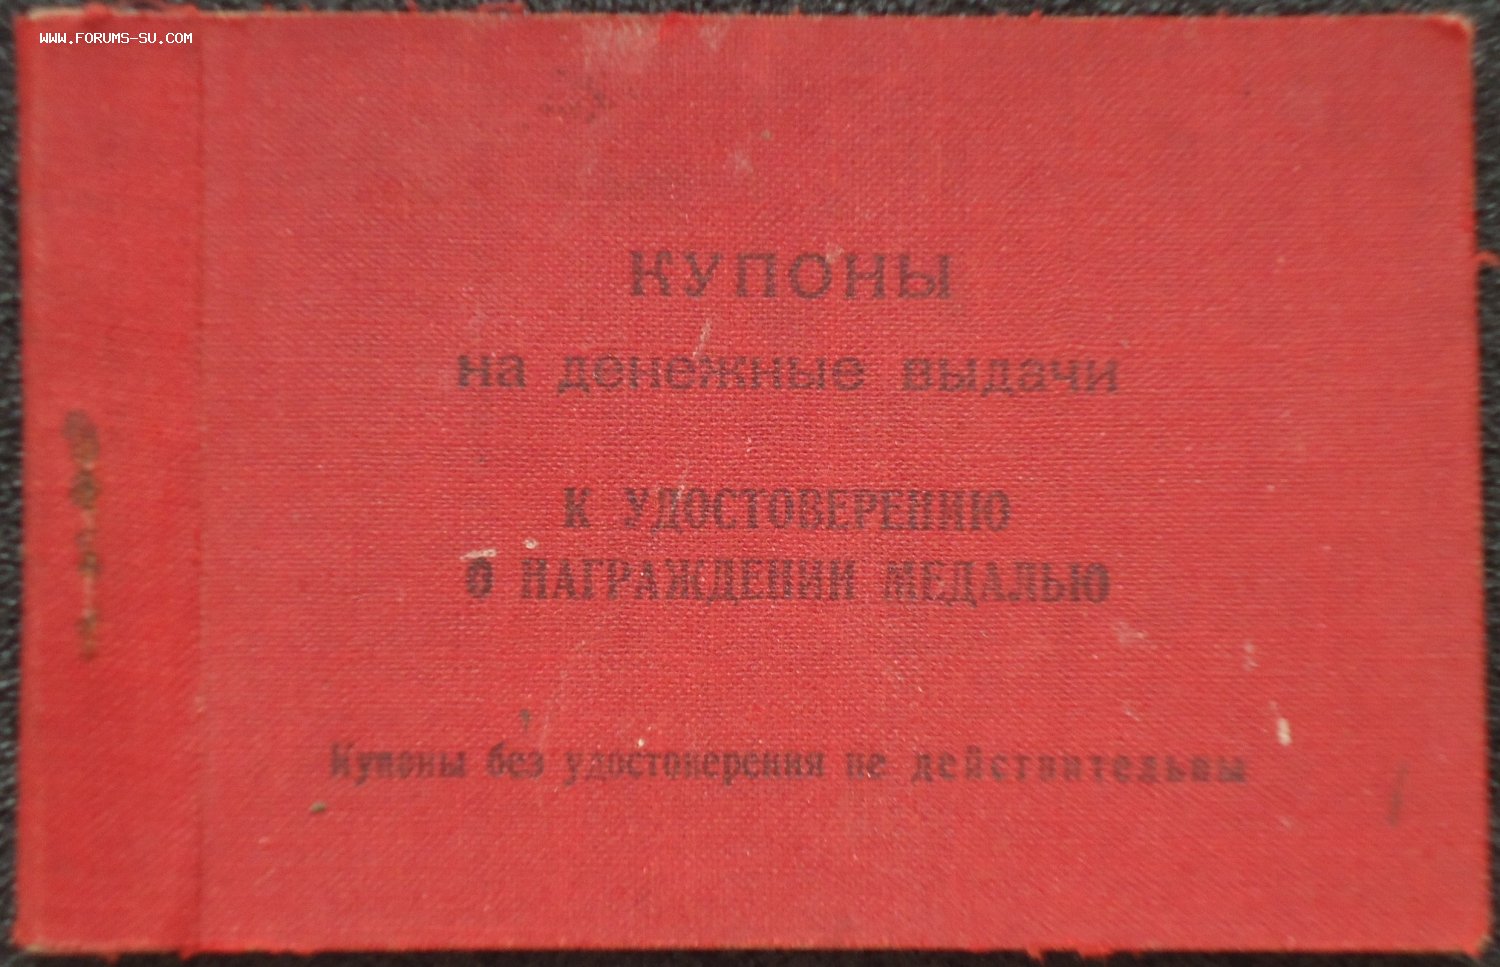 WWW.FORUMS-SU.COM
КУПОНЫ
на денежные выдачи
К УДОСТОВЕРЕНИЮ
О НАГРАЖДЕНИИ МЕДАЛЬЮ
Купоны без удостоверения не действительны